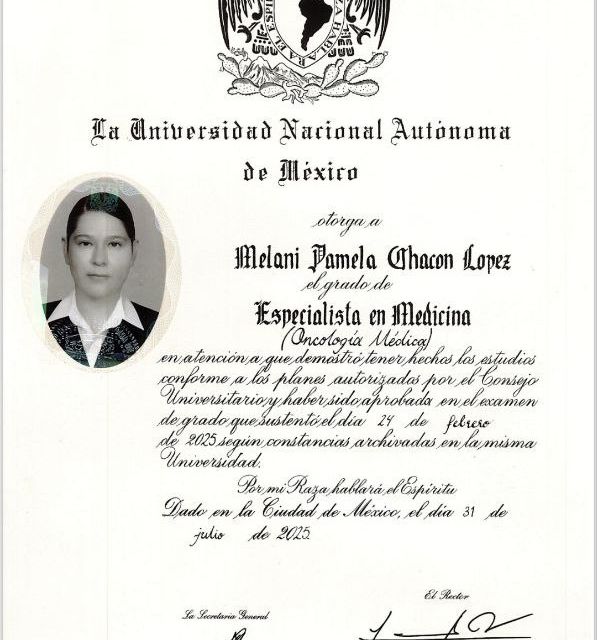 La Universidad Nacional Autónoma
de México
otorga a
Melani Pamela Chacon Lopez
el grado de
Especialista en Medicina
(Oncología Médica)
en atención a que demostró tener hechos los estudios
conforme a los planes autorizados por el Consejo
Universitario y haber sido aprobada en el examen
de grado que sustentó el día 24 de febrero
de 2025 según constancias archivadas en la misma
Universidad.
Por mi Raza hablará el Espíritu
Dado en la Ciudad de México, el día 31 de
julio de 2025.
El Rector
La Secretaria General